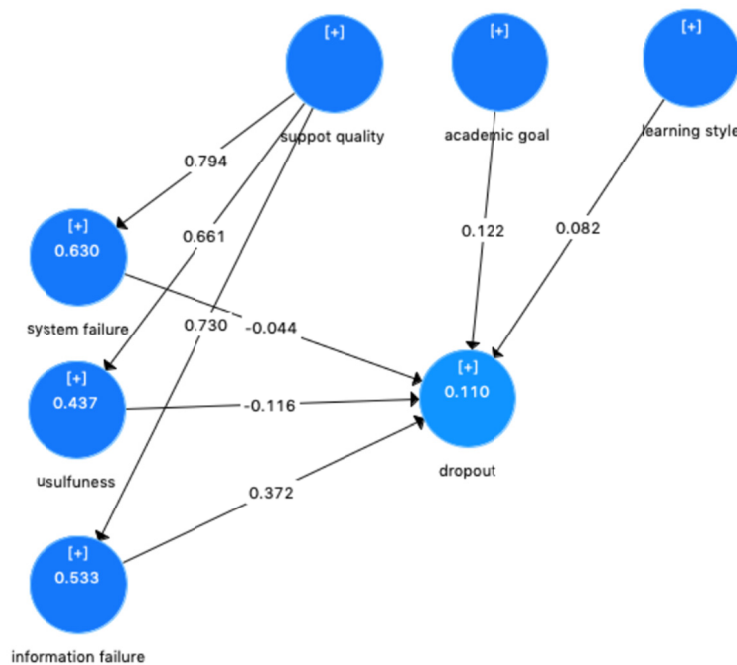 [+]
[+]
[+]
suppot quality
academic goal
learning style
0.794
[+]
0.630
0.661
0.122
0.082
system failure
0.730
-0.044
[+]
0.437
-0.116
[+]
0.110
usulfuness
dropout
0.372
[+]
0.533
information failure